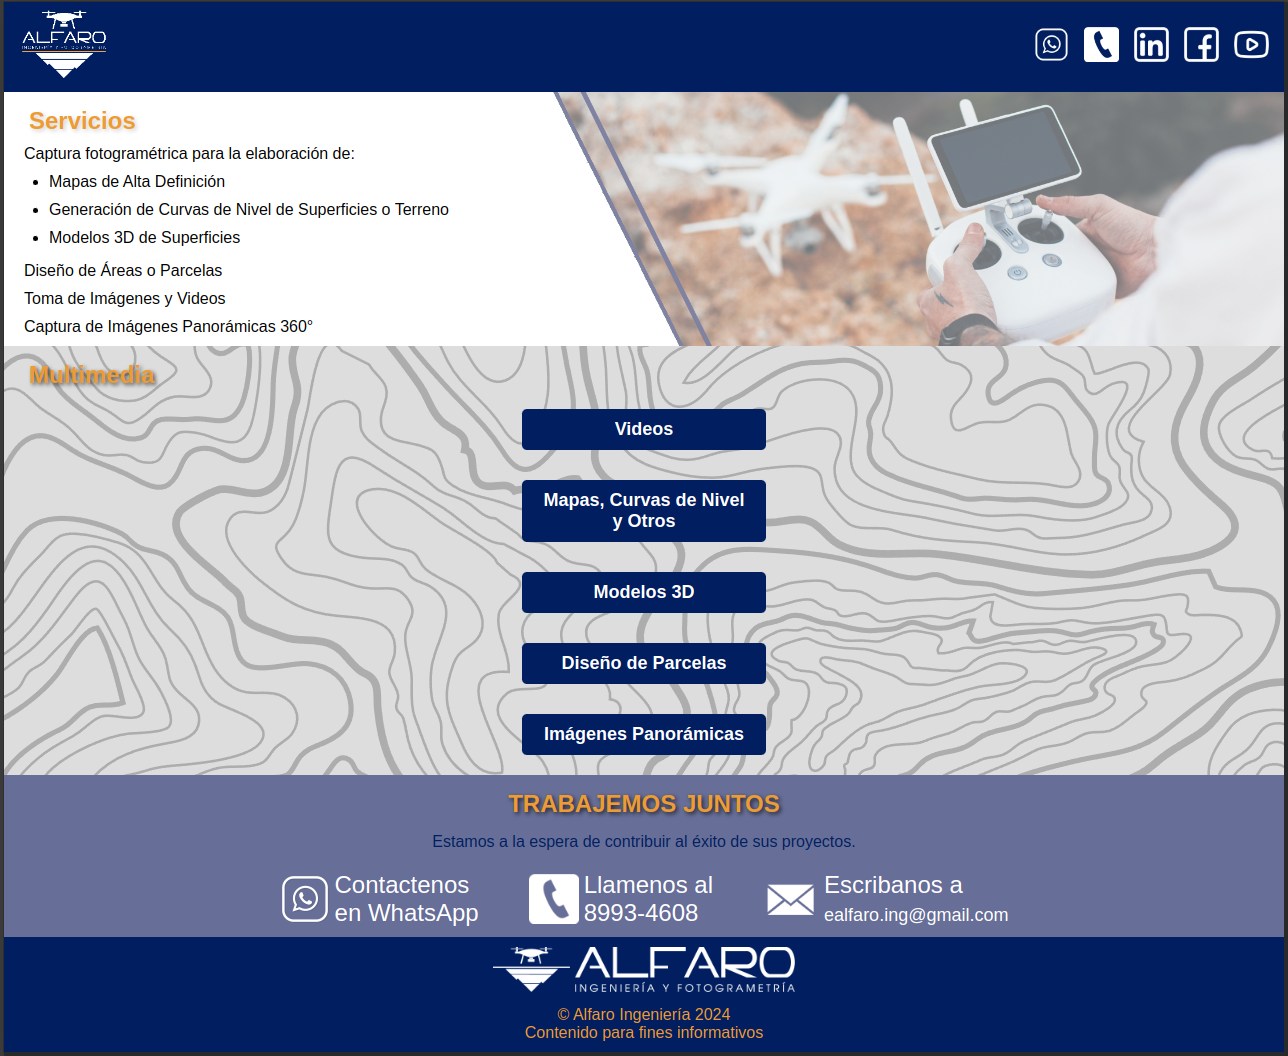 ALFARO
INGENIERÍA Y FOTOGRAMETRÍA
Servicios
Captura fotogramétrica para la elaboración de:
Mapas de Alta Definición
Generación de Curvas de Nivel de Superficies o Terreno
Modelos 3D de Superficies
Diseño de Áreas o Parcelas
Toma de Imágenes y Videos
Captura de Imágenes Panorámicas 360°
Multimedia
Videos
Mapas, Curvas de Nivel
y Otros
Modelos 3D
Diseño de Parcelas
Imágenes Panorámicas
TRABAJEMOS JUNTOS
Estamos a la espera de contribuir al éxito de sus proyectos.
Contactenos
en WhatsApp
Llamenos al
8993-4608
Escribanos a
ealfaro.ing@gmail.com
ALFARO
INGENIERÍA Y FOTOGRAMETRÍA
© Alfaro Ingeniería 2024
Contenido para fines informativos